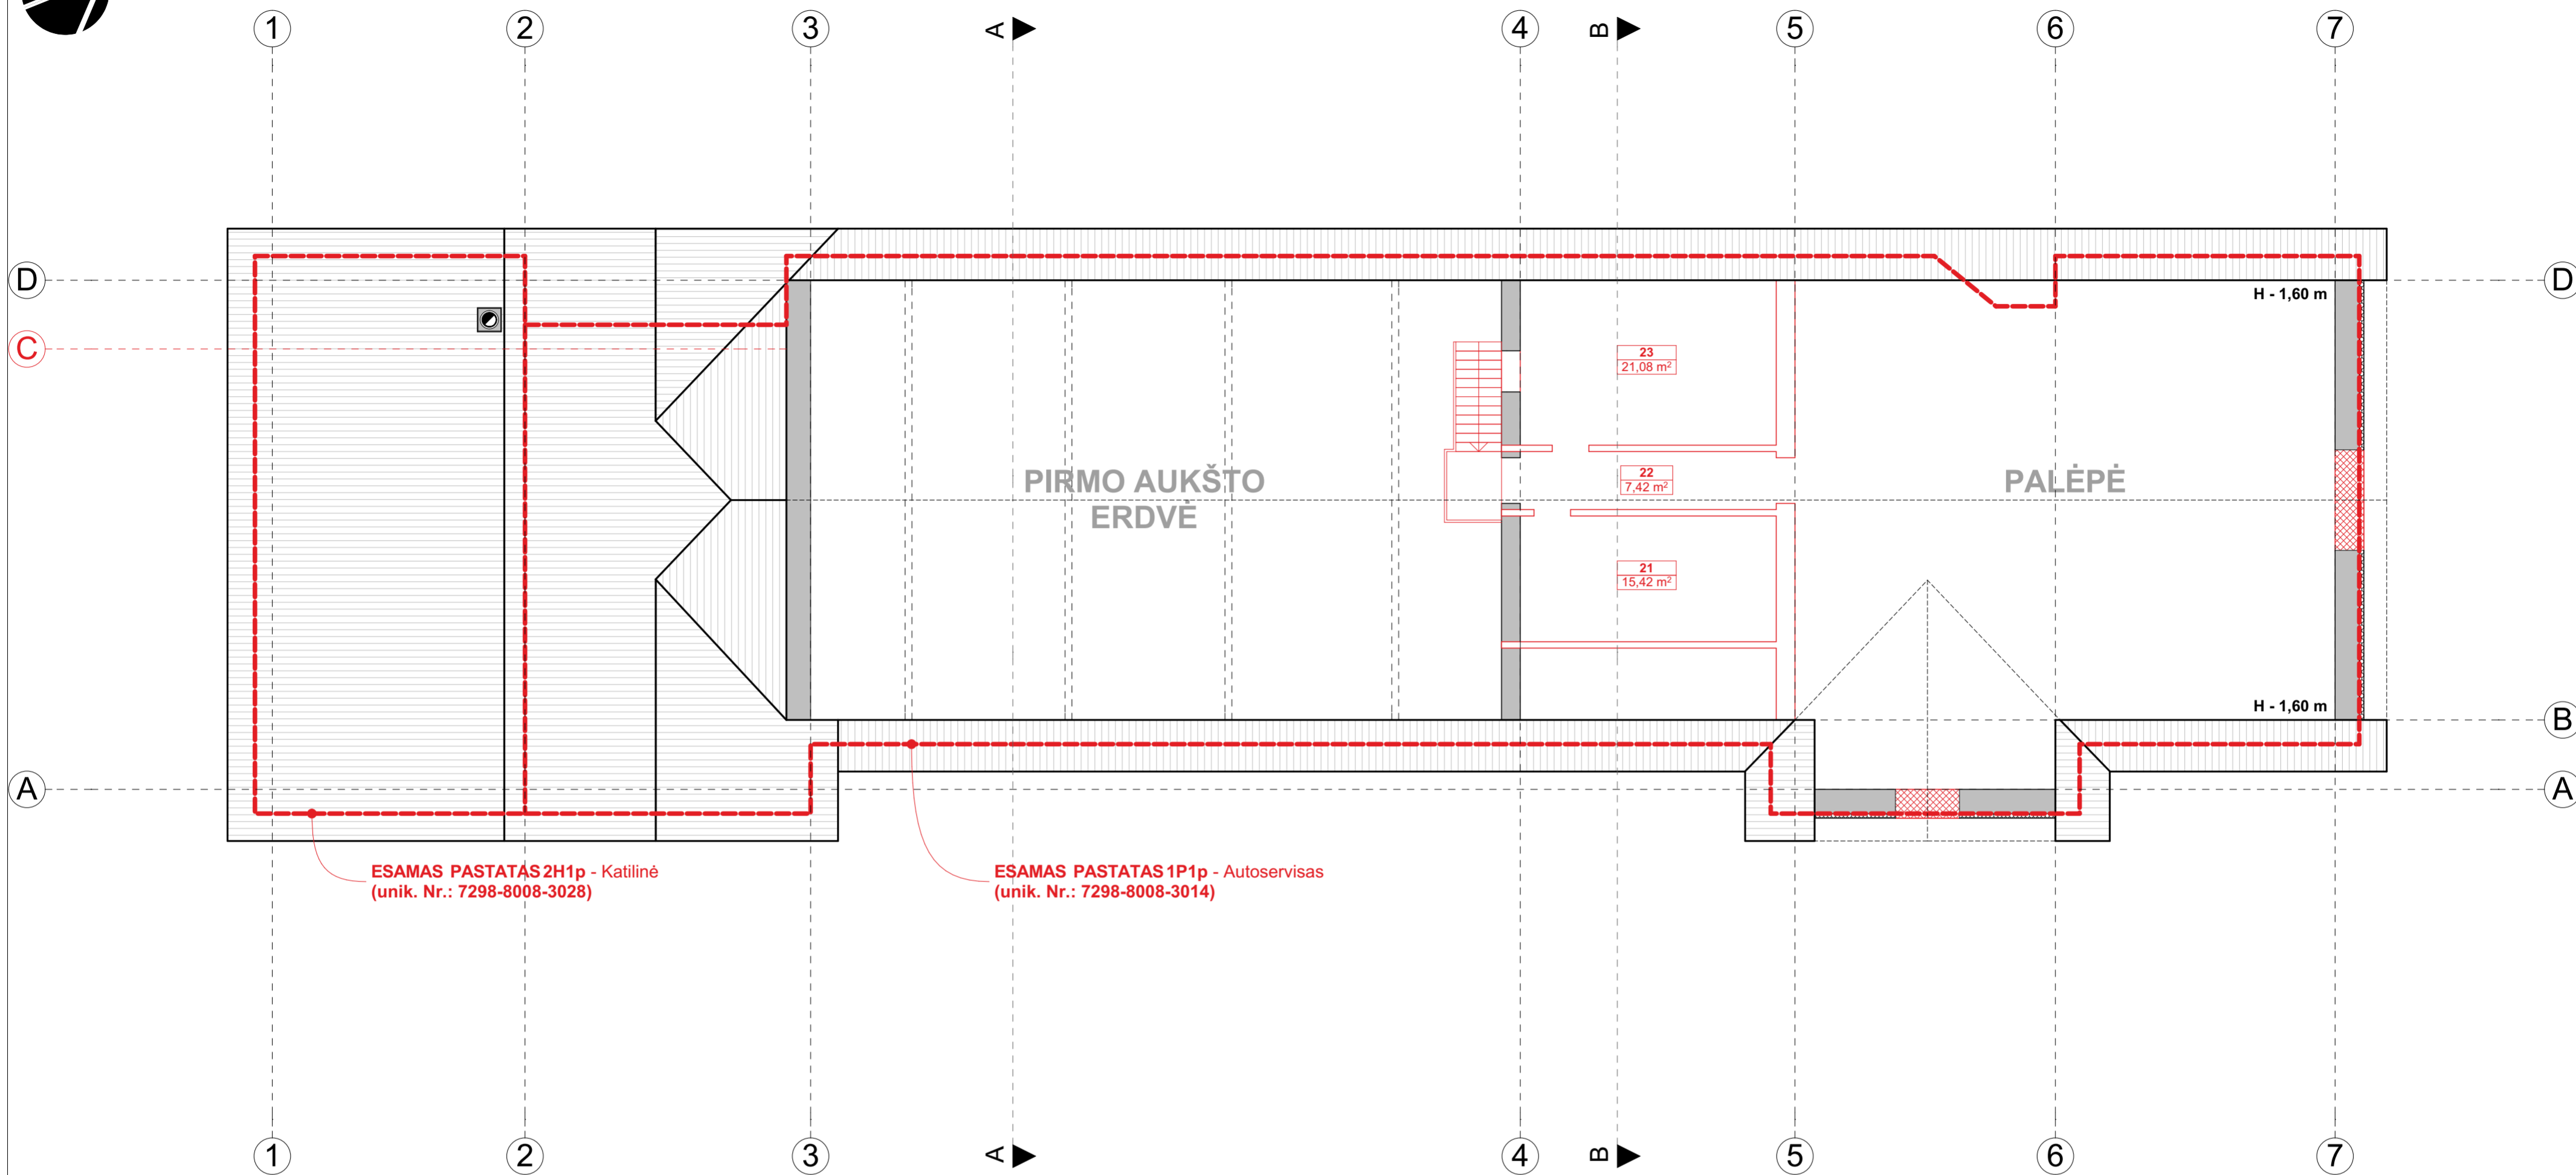 1 2 3 A 4 B 5 6 7
D D
H - 1,60 m
C
23
21,08 m²
22
7,42 m²
PIRMO AUKŠTO
ERDVĖ
PALĖPĖ
21
15,42 m²
H - 1,60 m
B
A A
ESAMAS PASTATAS 2H1p - Katilinė
(unik. Nr.: 7298-8008-3028)
ESAMAS PASTATAS 1P1p - Autoservisas
(unik. Nr.: 7298-8008-3014)
1 2 3 A 4 B 5 6 7